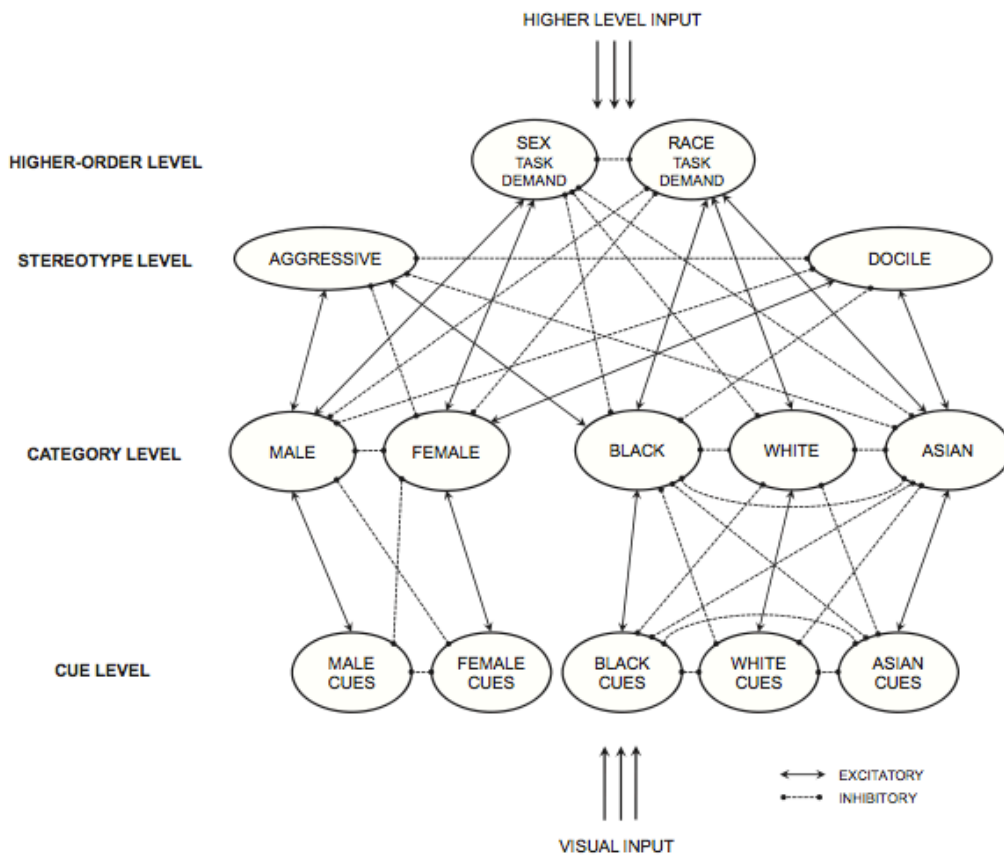 HIGHER LEVEL INPUT
HIGHER-ORDER LEVEL
SEX
TASK
DEMAND
RACE
TASK
DEMAND
STEREOTYPE LEVEL
AGGRESSIVE
DOCILE
CATEGORY LEVEL
MALE
FEMALE
BLACK
WHITE
ASIAN
CUE LEVEL
MALE
CUES
FEMALE
CUES
BLACK
CUES
WHITE
CUES
ASIAN
CUES
EXCITATORY
INHIBITORY
VISUAL INPUT